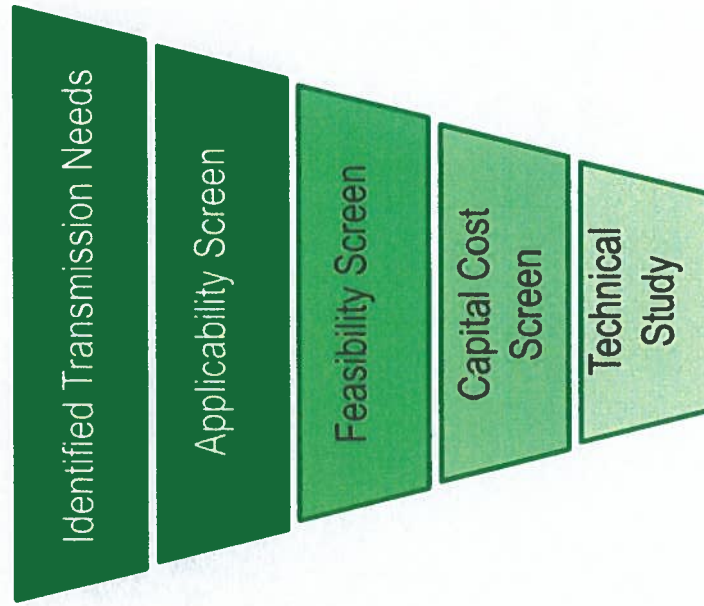 Identified Transmission Needs
Applicability Screen
Feasibility Screen
Capital Cost
Screen
Technical
Study